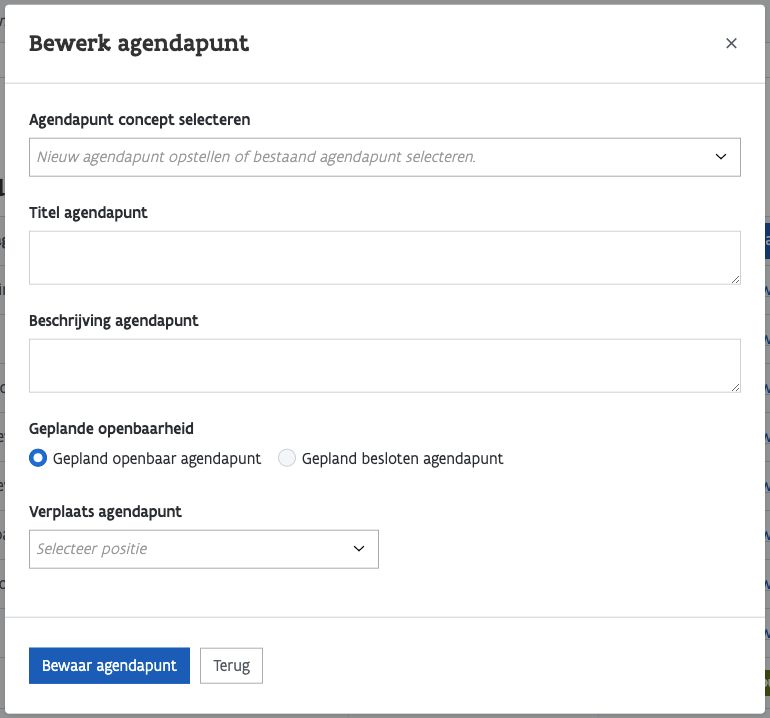 Bewerk agendapunt
Agendapunt concept selecteren
Nieuw agendapunt opstellen of bestaand agendapunt selecteren.
Titel agendapunt
Beschrijving agendapunt
Geplande openbaarheid
Gepland openbaar agendapunt Gepland besloten agendapunt
Verplaats agendapunt
Selecteer positie
Bewaar agendapunt Terug